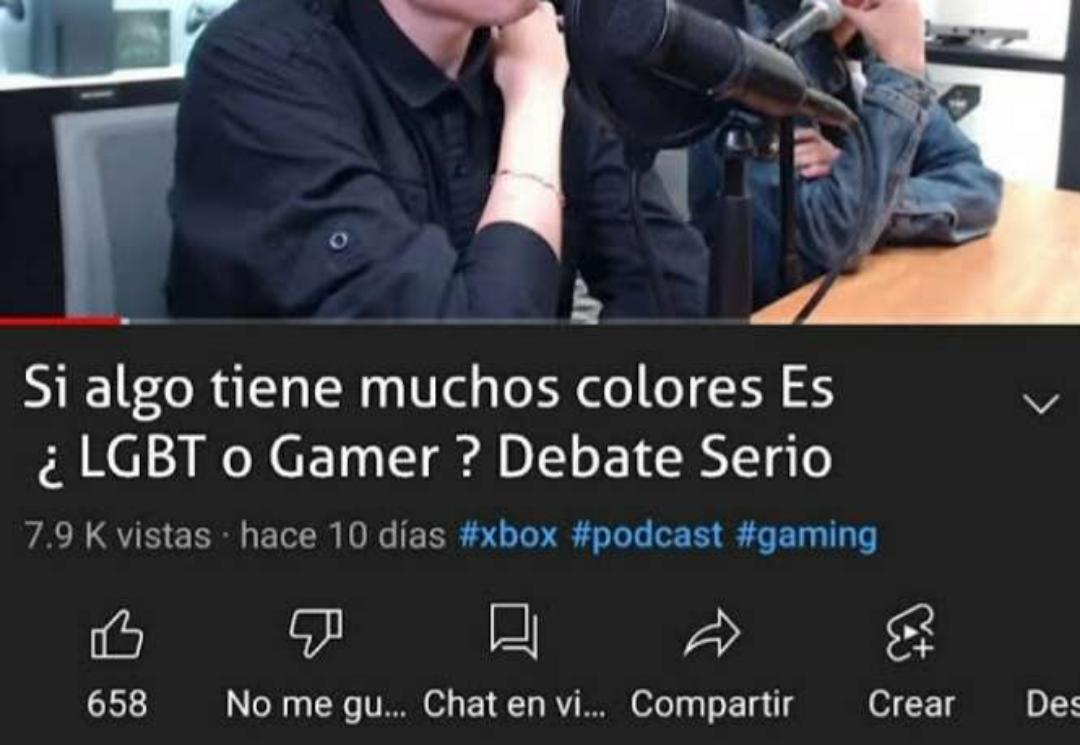 Si algo tiene muchos colores Es
¿ LGBT o Gamer ? Debate Serio
7.9 K vistas · hace 10 días #xbox #podcast #gaming
658 No me gu... Chat en vi... Compartir Crear Des